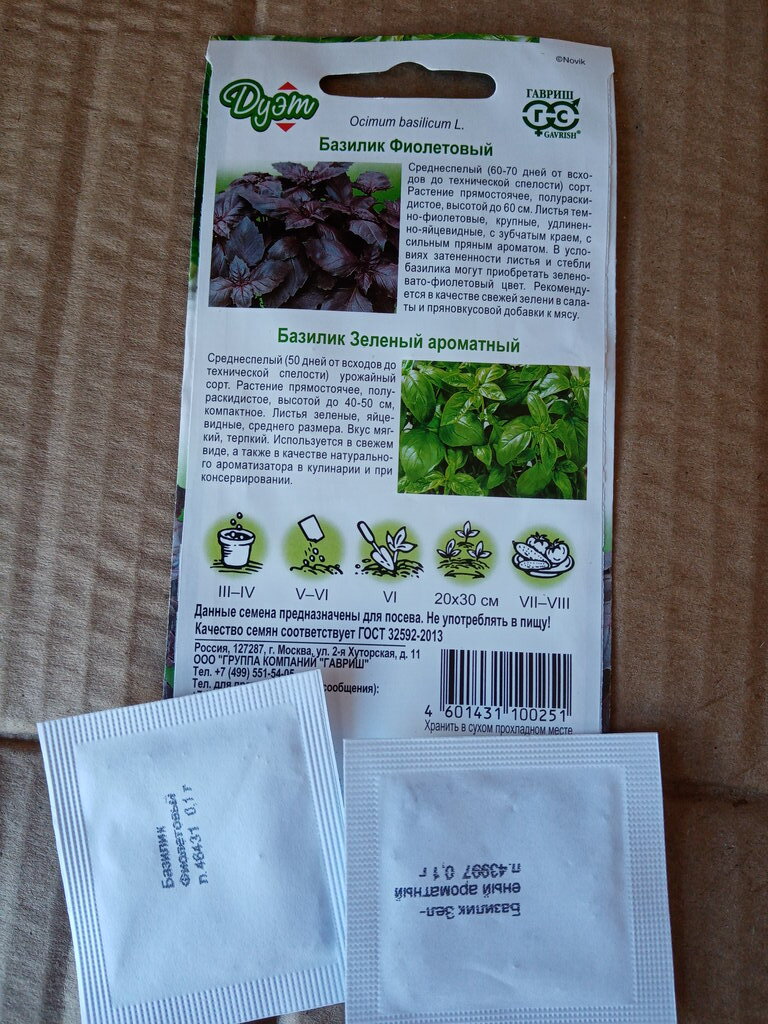 ©Novik
Дуэт
ГАВРИШ
ГС
GAVRISH®
Ocimum basilicum L.
Базилик Фиолетовый
Среднеспелый (60-70 дней от всхо-
дов до технической спелости) сорт.
Растение прямостоячее, полураски-
дистое, высотой до 60 см. Листья тем-
но-фиолетовые, крупные, удлинен-
но-яйцевидные, с зубчатым краем, с
сильным пряным ароматом. В усло-
виях затененности листья и стебли
базилика могут приобретать зелено-
вато-фиолетовый цвет. Рекоменду-
ется в качестве свежей зелени в сала-
ты и пряновкусовой добавки к мясу.
Базилик Зеленый ароматный
Среднеспелый (50 дней от всходов до
технической спелости) урожайный
сорт. Растение прямостоячее, полу-
раскидистое, высотой до 40-50 см,
компактное. Листья зеленые, яйце-
видные, среднего размера. Вкус мяг-
кий, терпкий. Используется в свежем
виде, а также в качестве натурально-
го ароматизатора в кулинарии и при
консервировании.
III–IV V–VI VI 20х30 см VII–VIII
Данные семена предназначены для посева. Не употреблять в пищу!
Качество семян соответствует ГОСТ 32592-2013
Россия, 127287, г. Москва, ул. 2-я Хуторская, д. 11
ООО "ГРУППА КОМПАНИЙ "ГАВРИШ"
Тел. +7 (499) 551-54-05
Тел. для сообщения):
4 601431 100251
Хранить в сухом прохладном месте
Базилик
Фиолетовый
п.46431 0,1 г
Базилик Зел-
еный ароматный
п.43997 0,1 г